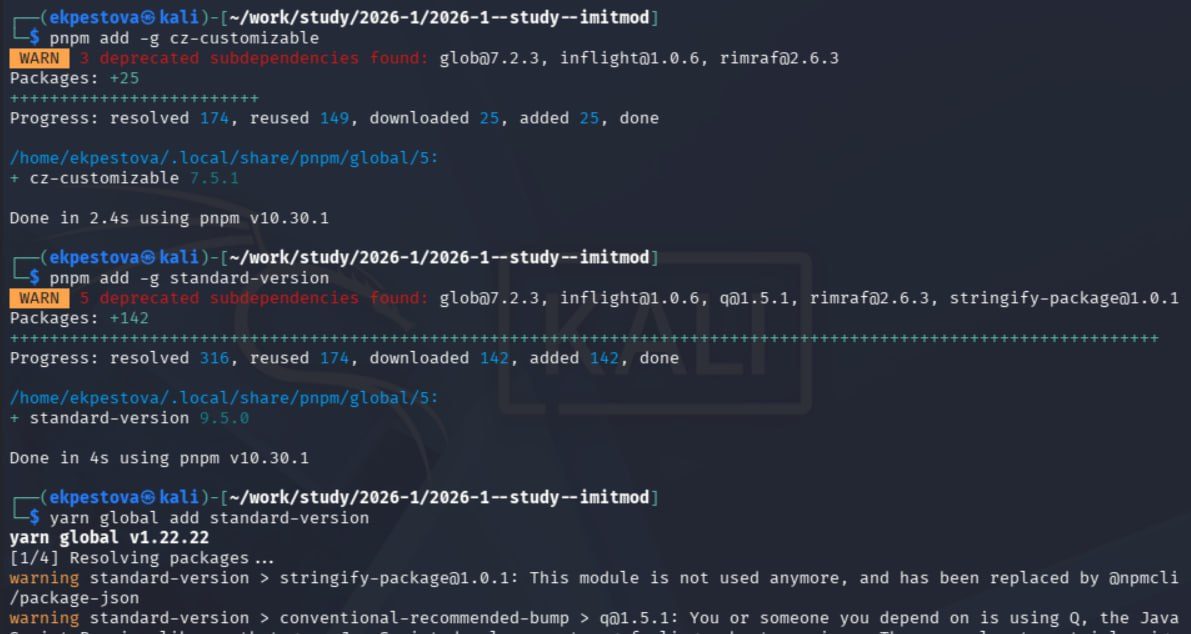 ┌──(ekpestova㉿kali)-[~/work/study/2026-1/2026-1--study--imitmod]
└─$ pnpm add -g cz-customizable
 WARN  3 deprecated subdependencies found: glob@7.2.3, inflight@1.0.6, rimraf@2.6.3
Packages: +25
+++++++++++++++++++++++++
Progress: resolved 174, reused 149, downloaded 25, added 25, done
/home/ekpestova/.local/share/pnpm/global/5:
+ cz-customizable 7.5.1
Done in 2.4s using pnpm v10.30.1
┌──(ekpestova㉿kali)-[~/work/study/2026-1/2026-1--study--imitmod]
└─$ pnpm add -g standard-version
 WARN  5 deprecated subdependencies found: glob@7.2.3, inflight@1.0.6, q@1.5.1, rimraf@2.6.3, stringify-package@1.0.1
Packages: +142
+++++++++++++++++++++++++++++++++++++++++++++++++++++++++++++++++++++++++++++++++++++++++++++++++++++++++++++++++++
Progress: resolved 316, reused 174, downloaded 142, added 142, done
/home/ekpestova/.local/share/pnpm/global/5:
+ standard-version 9.5.0
Done in 4s using pnpm v10.30.1
┌──(ekpestova㉿kali)-[~/work/study/2026-1/2026-1--study--imitmod]
└─$ yarn global add standard-version
yarn global v1.22.22
[1/4] Resolving packages...
warning standard-version > stringify-package@1.0.1: This module is not used anymore, and has been replaced by @npmcli
/package-json
warning standard-version > conventional-recommended-bump > q@1.5.1: You or someone you depend on is using Q, the Java
KALI